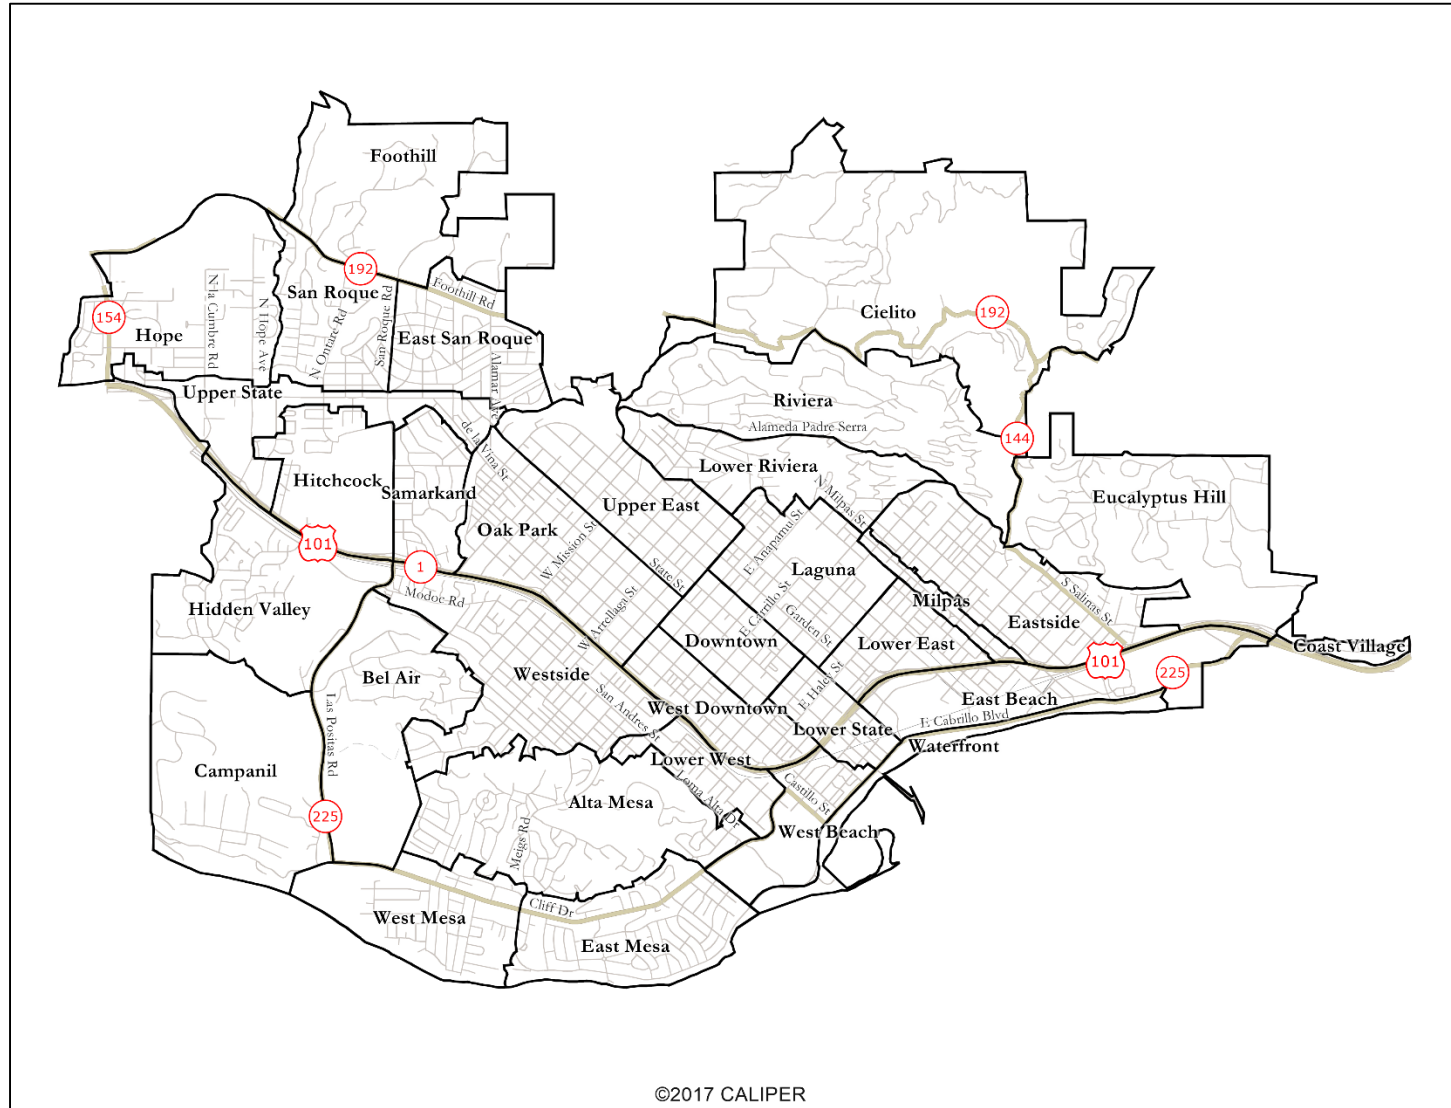 Foothill
192
San Roque
Foothill Rd
N la Cumbre Rd
N Hope Ave
N Ontare Rd
San Roque Rd
154
Hope
East San Roque
Alamar Ave
Upper State
Cielito
192
Riviera
Alameda Padre Serra
144
de la Vina St
Hitchcock
Samarkand
Lower Riviera
N Milpas St
Eucalyptus Hill
Upper East
Oak Park
W Mission St
State St
E Anapamu St
101
1
Modoc Rd
W Arrellaga St
Laguna
E Carrillo St
Garden St
Milpas
S Salinas St
Hidden Valley
Eastside
Downtown
Lower East
Coast Village
101
225
Bel Air
Westside
San Andres St
West Downtown
E Haley St
East Beach
E Cabrillo Blvd
Lower State
Waterfront
Las Positas Rd
Campanil
Lower West
Loma Alta Dr
Castillo St
Alta Mesa
Meigs Rd
225
West Beach
Cliff Dr
West Mesa
East Mesa
©2017 CALIPER